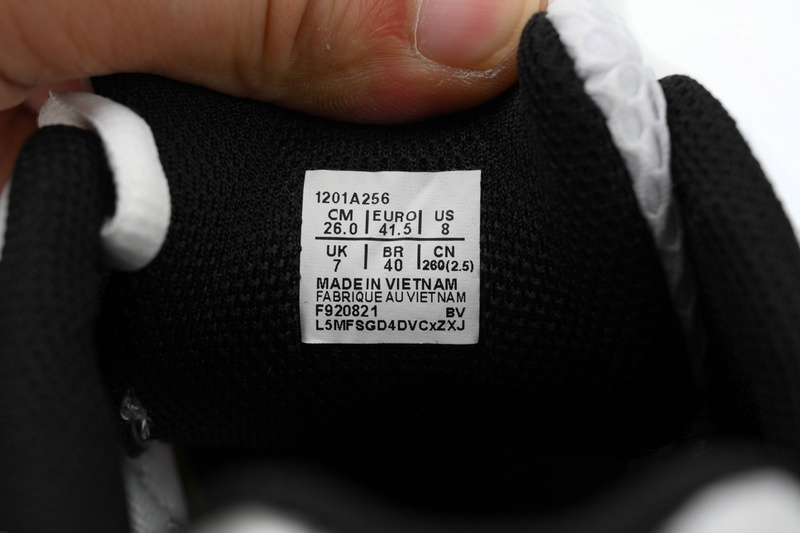 1201A256
CM EURO US
26.0 41.5 8
UK BR CN
7 40 260(2.5)
MADE IN VIETNAM
FABRIQUE AU VIETNAM
F920821 BV
L5MFSGD4DVCxZXJ